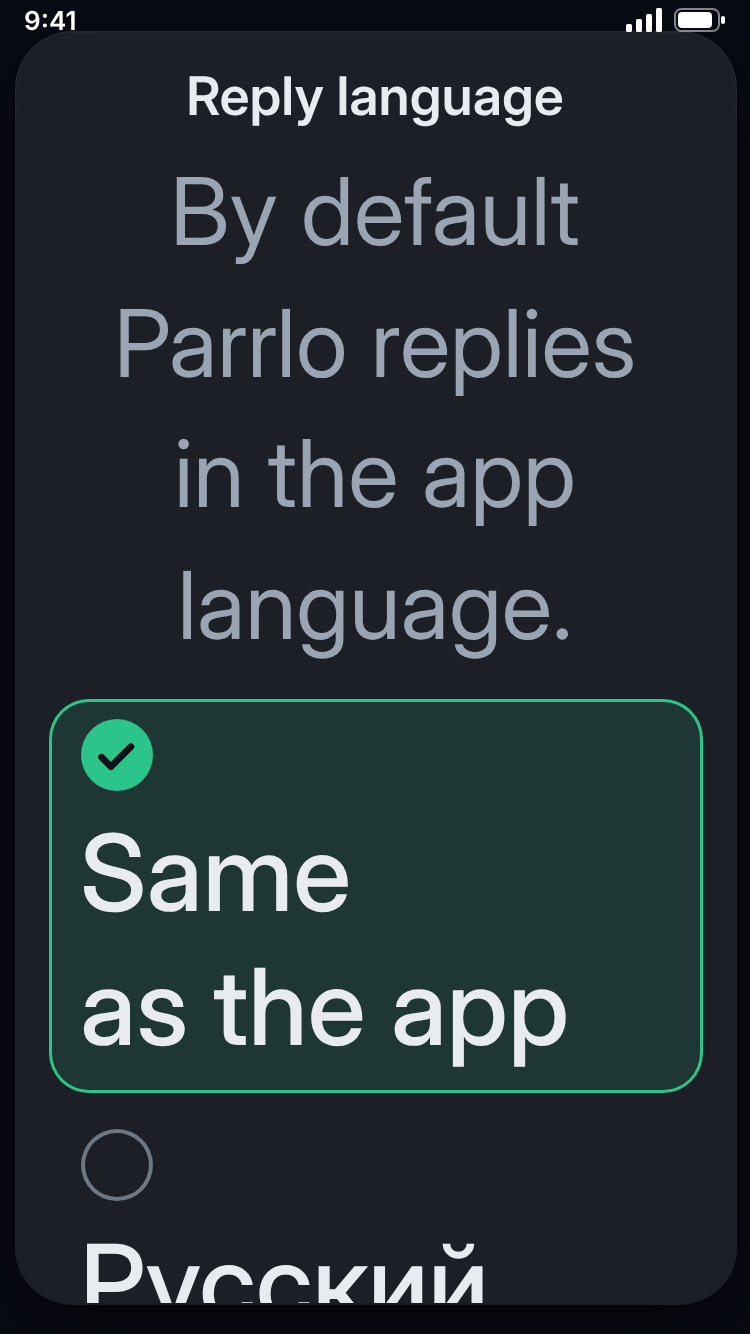 9:41
Reply language
By default
Parrlo replies
in the app
language.
Same
as the app
Русский